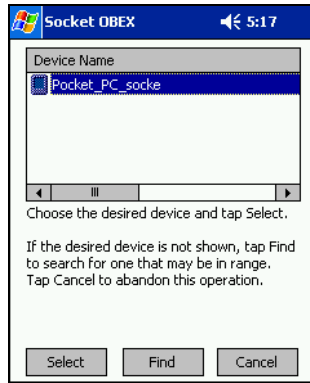 Socket OBEX 5:17
Device Name
Pocket_PC_socke
Choose the desired device and tap Select.
If the desired device is not shown, tap Find
to search for one that may be in range.
Tap Cancel to abandon this operation.
Select Find Cancel